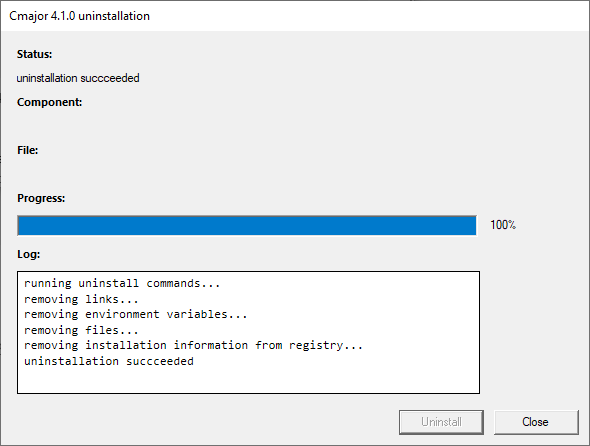 Cmajor 4.1.0 uninstallation
Status:
uninstallation succceeded
Component:
File:
Progress:
100%
Log:
running uninstall commands...
removing links...
removing environment variables...
removing files...
removing installation information from registry...
uninstallation succceeded
Uninstall
Close